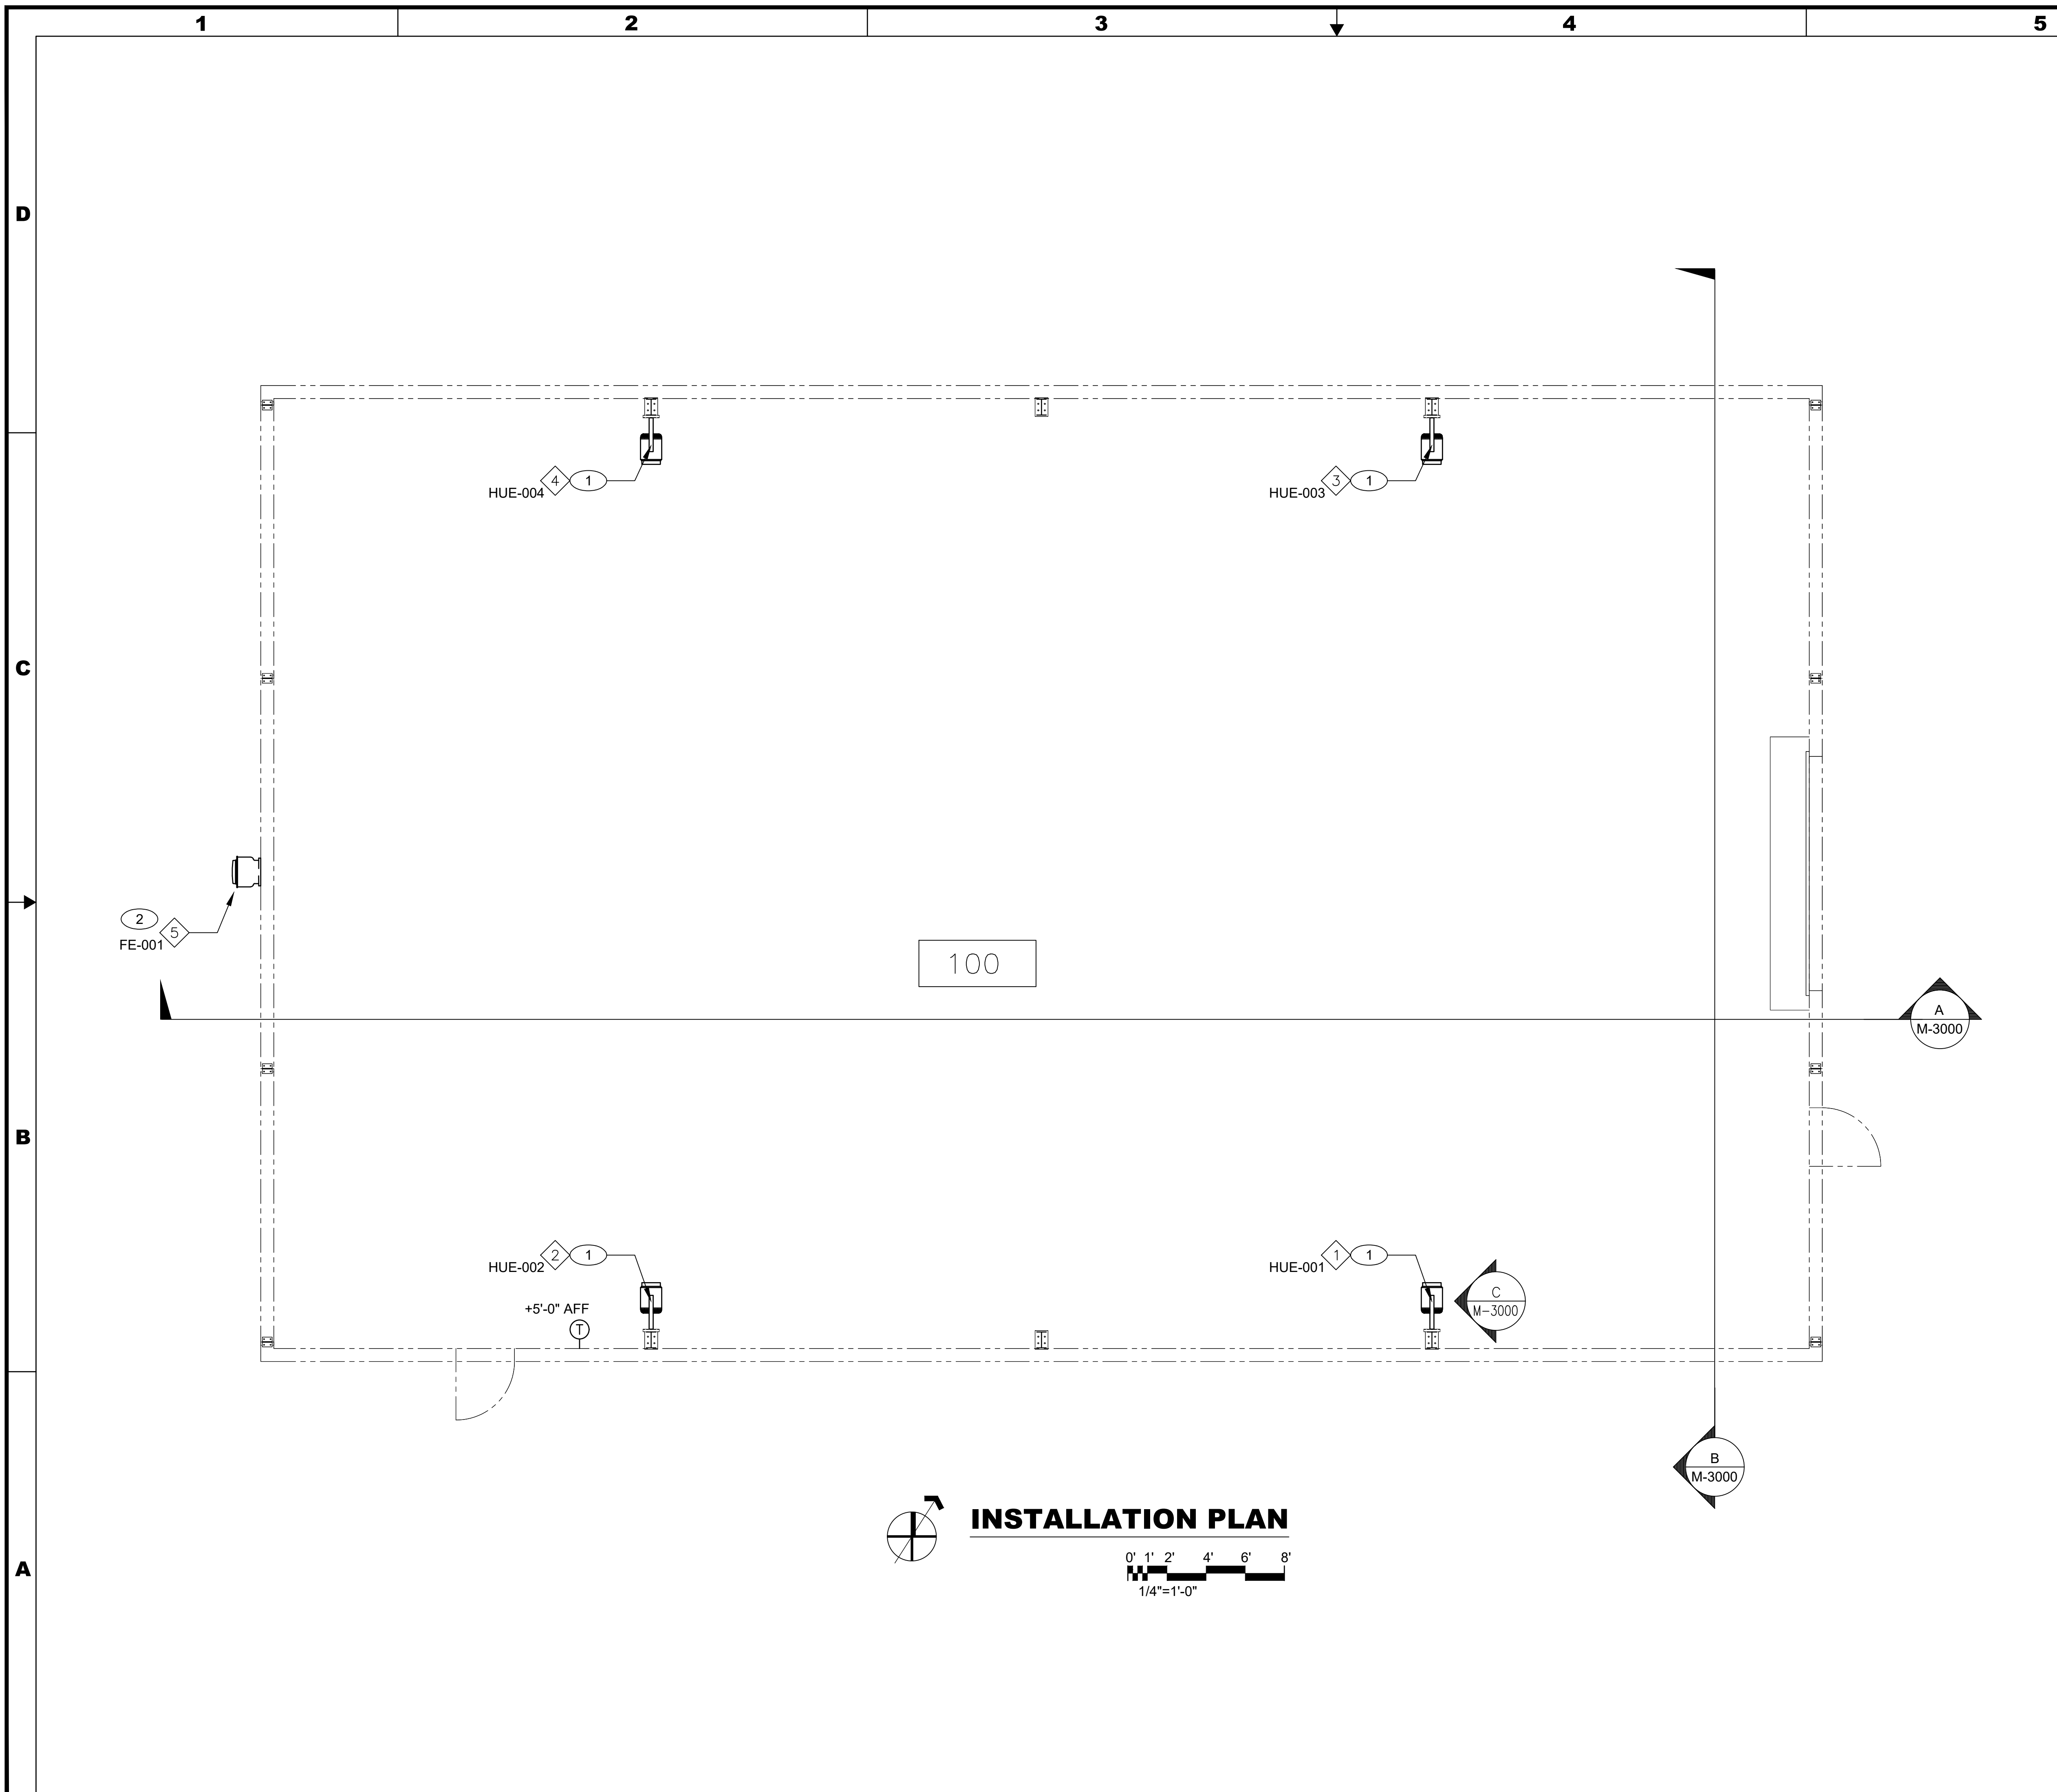 1 2 3 4 5
D
C
B
A
4 1
HUE-004
3 1
HUE-003
2
5
FE-001
100
A
M-3000
2 1
HUE-002
1 1
HUE-001
C
M-3000
+5'-0" AFF
T
B
M-3000
INSTALLATION PLAN
0' 1' 2' 4' 6' 8'
1/4"=1'-0"